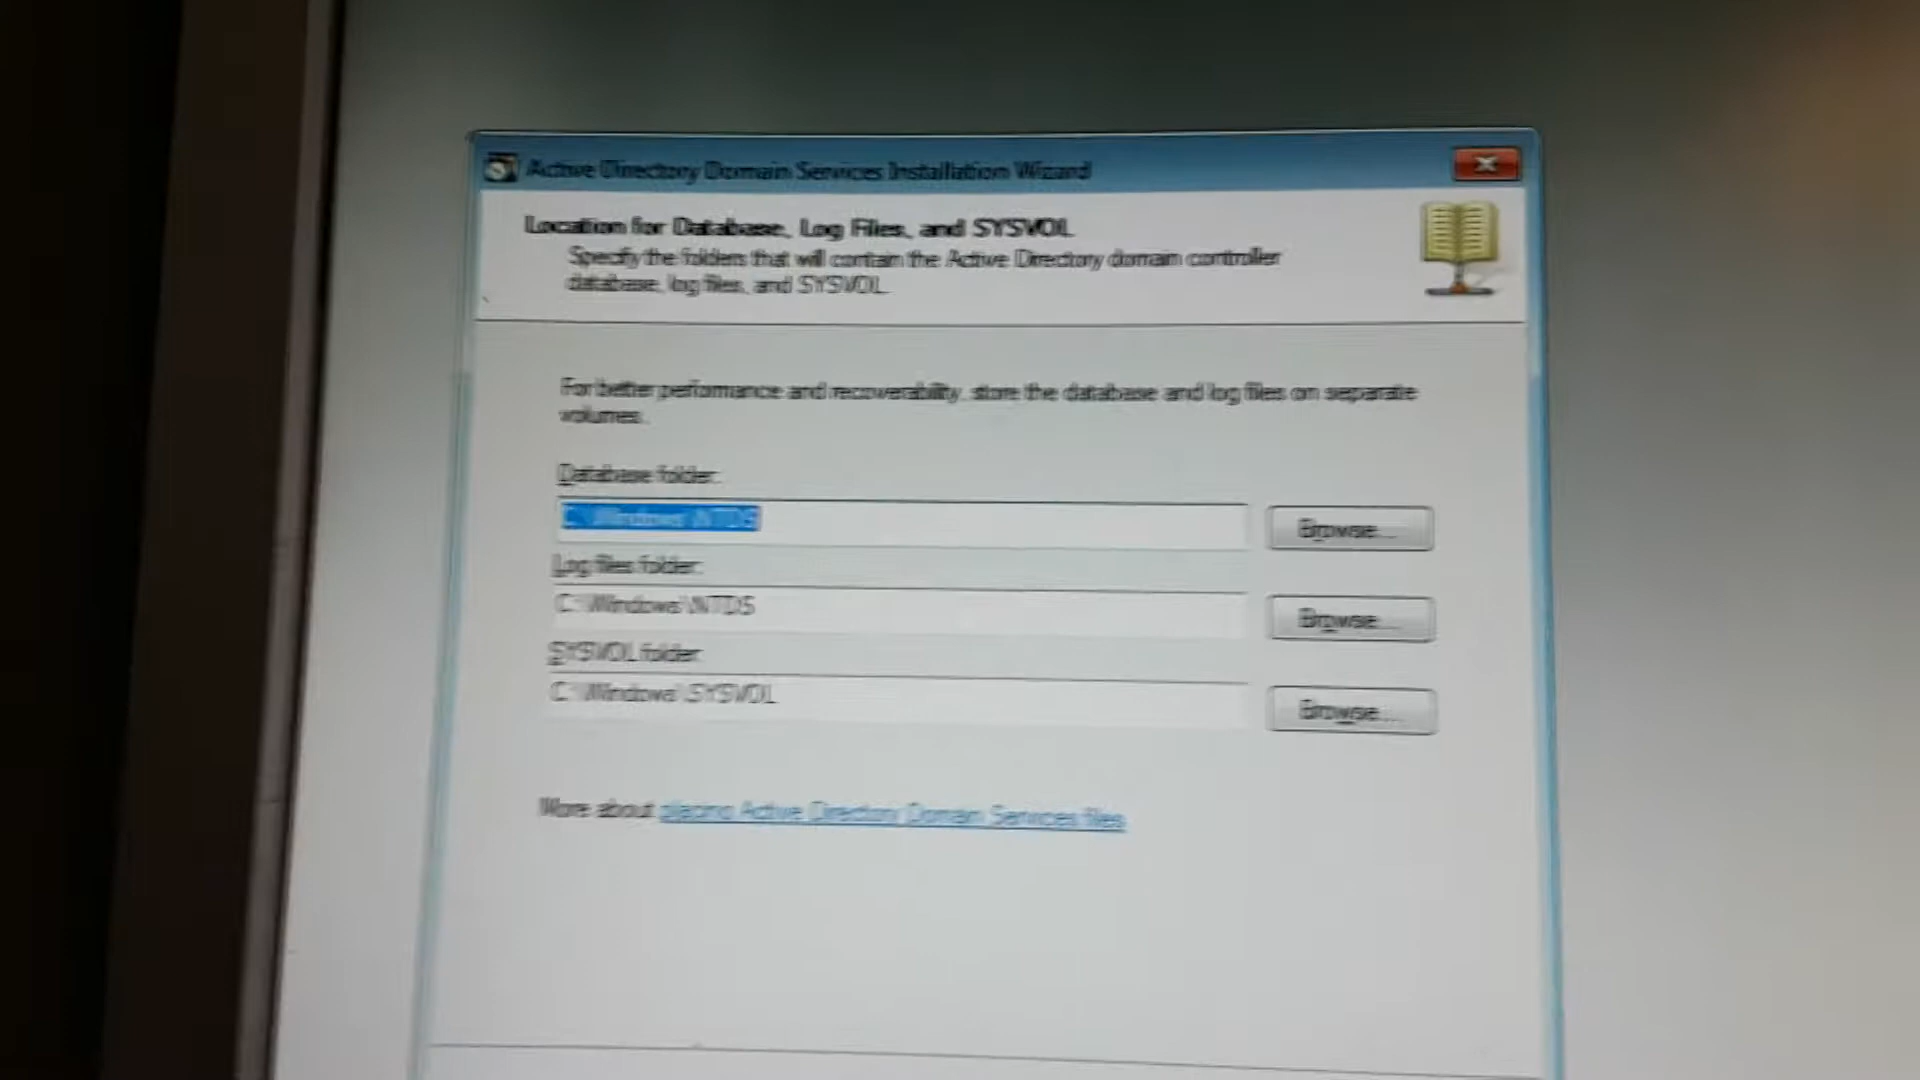 Active Directory Domain Services Installation Wizard
Location for Database, Log Files, and SYSVOL
Specify the folders that will contain the Active Directory domain controller
database, log files, and SYSVOL.
For better performance and recoverability, store the database and log files on separate
volumes.
Database folder:
C:\Windows\NTDS
Browse...
Log files folder:
C:\Windows\NTDS
Browse...
SYSVOL folder:
C:\Windows\SYSVOL
Browse...
More about placing Active Directory Domain Services files